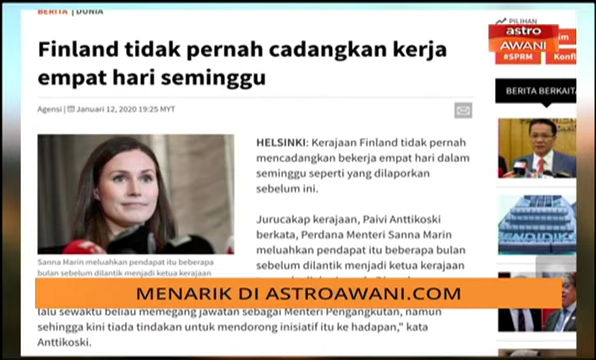 BERITA | DUNIA
PILIHAN
astro
AWANI
#SPRM
Finland tidak pernah cadangkan kerja
empat hari seminggu
Agensi | Januari 12, 2020 19:25 MYT
BERITA BERKAITA
HELSINKI: Kerajaan Finland tidak pernah
mencadangkan bekerja empat hari dalam
seminggu seperti yang dilaporkan
sebelum ini.
Jurucakap kerajaan, Paivi Anttikoski
berkata, Perdana Menteri Sanna Marin
meluahkan pendapat itu beberapa bulan
sebelum dilantik menjadi ketua kerajaan
Sanna Marin meluahkan pendapat itu beberapa
bulan sebelum dilantik menjadi ketua kerajaan
MENARIK DI ASTROAWANI.COM
lalu sewaktu beliau memegang jawatan sebagai Menteri Pengangkutan, namun
sehingga kini tiada tindakan untuk mendorong inisiatif itu ke hadapan," kata
Anttikoski.